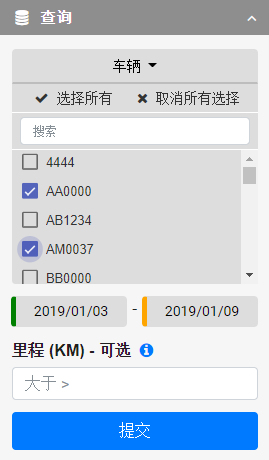 查询
车辆
选择所有 取消所有选择
搜索
4444
AA0000
AB1234
AM0037
BB0000
2019/01/03 - 2019/01/09
里程 (KM) - 可选
大于 >
提交